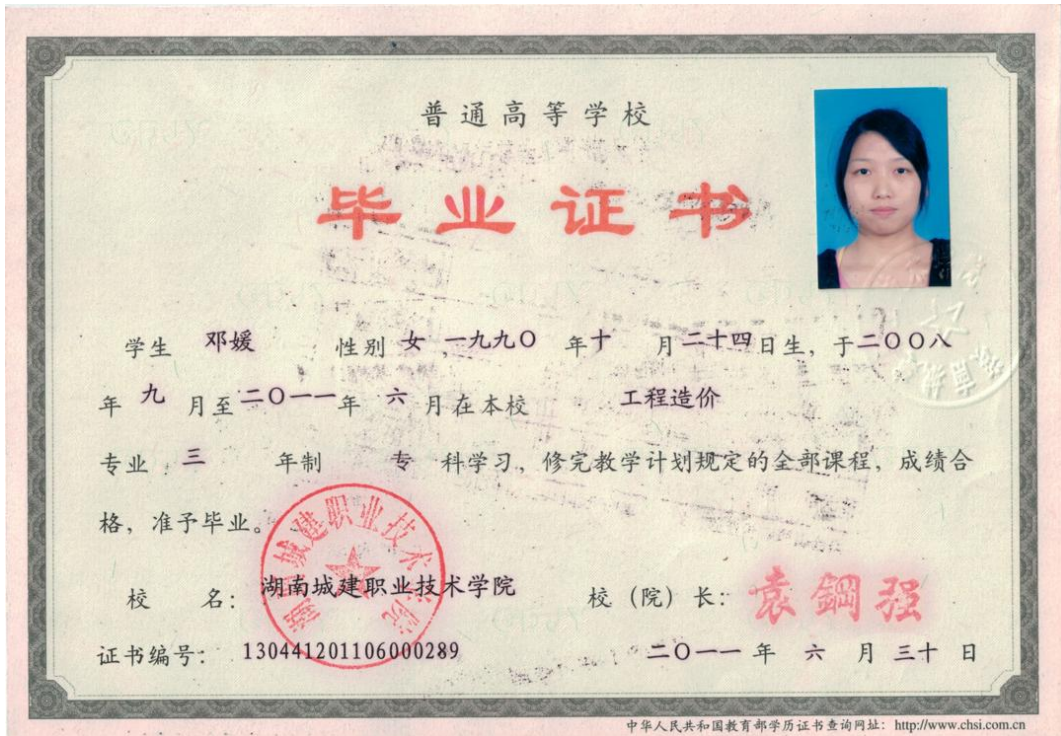 普通高等学校
毕业证书
学生 邓媛 性别 女,一九九〇 年十 月二十四日生, 于二〇〇八
年 九 月至二〇一一年 六 月在本校 工程造价
专业 三 年制 专 科学习, 修完教学计划规定的全部课程, 成绩合
格, 准予毕业。
湖南城建职业技术学院
校 名: 湖南城建职业技术学院 校(院)长: 袁鋼强
证书编号: 130441201106000289 二〇一一 年 六 月 三十 日
中华人民共和国教育部学历证书查询网址: http://www.chsi.com.cn